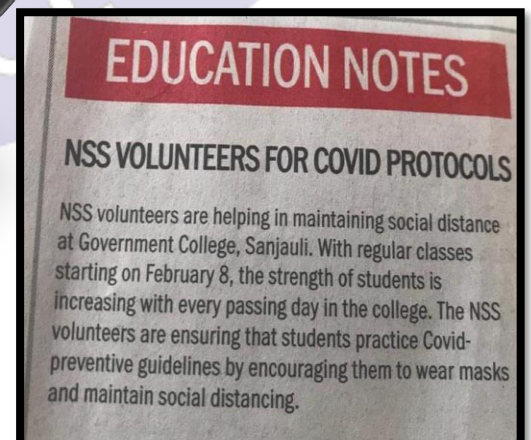 EDUCATION NOTES
NSS VOLUNTEERS FOR COVID PROTOCOLS
NSS volunteers are helping in maintaining social distance
at Government College, Sanjauli. With regular classes
starting on February 8, the strength of students is
increasing with every passing day in the college. The NSS
volunteers are ensuring that students practice Covid-
preventive guidelines by encouraging them to wear masks
and maintain social distancing.